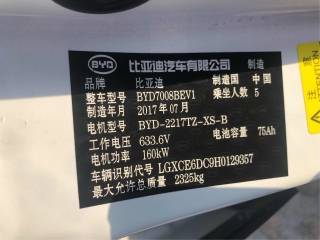 BYD 比亚迪汽车有限公司 制造
品牌 比亚迪 制造国 中国
整车型号 BYD7008BEV1 乘坐人数 5
制造年月 2017年07月
电机型号 BYD-2217TZ-XS-B
工作电压 633.6V 电池容量 75Ah
电机功率 160kW
车辆识别代号 LGXCE6DC9H0129357
最大允许总质量 2325kg